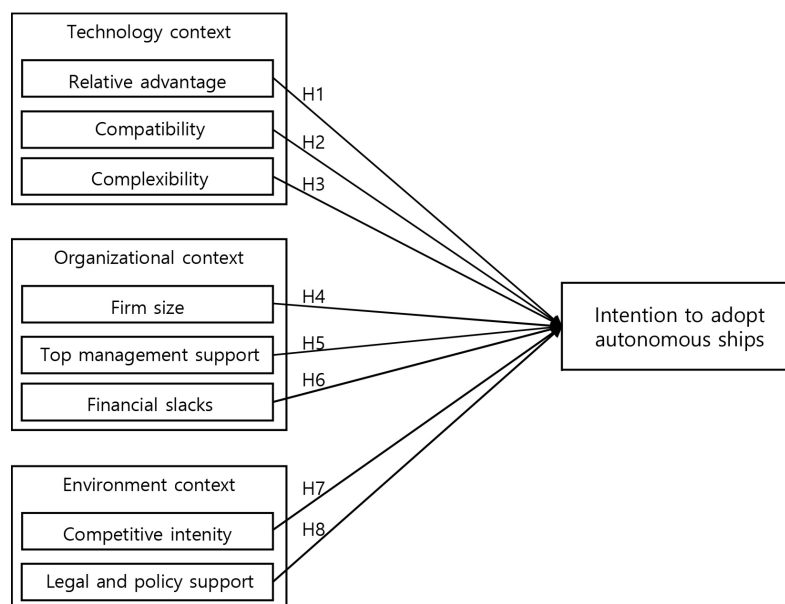 Technology context
Relative advantage
Compatibility
Complexibility
H1
H2
H3
Organizational context
Firm size
Top management support
Financial slacks
H4
H5
H6
Environment context
Competitive intenity
Legal and policy support
H7
H8
Intention to adopt
autonomous ships